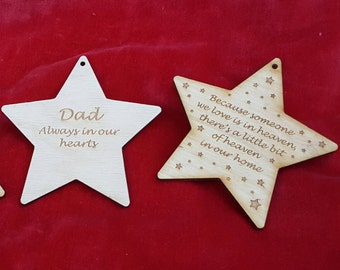 Dad
Always in our
hearts
Because someone
we love is in heaven,
there's a little bit
of heaven
in our home